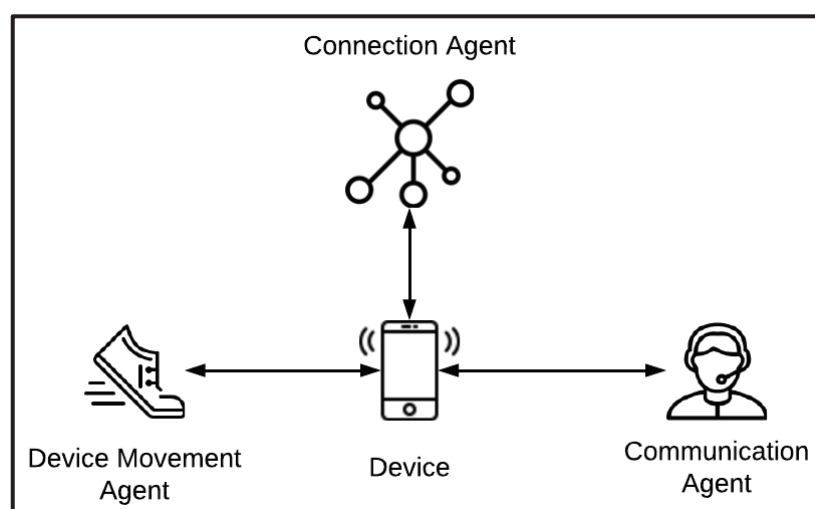 Connection Agent
Device Movement
Agent
Device
Communication
Agent